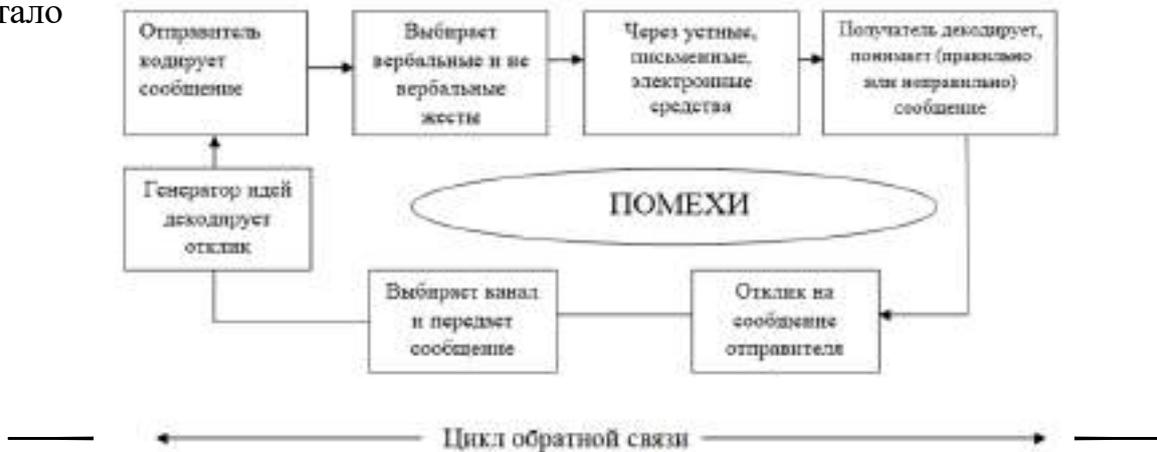 тало
Отправитель
кодирует
сообщение
Выбирает
вербальные и не
вербальные
жесты
Через устные,
письменные,
электронные
средства
Получатель декодирует,
понимает (правильно
или неправильно)
сообщение
Генератор идей
декодирует
отклик
ПОМЕХИ
Выбирает канал
и передает
сообщение
Отклик на
сообщение
отправителя
Цикл обратной связи